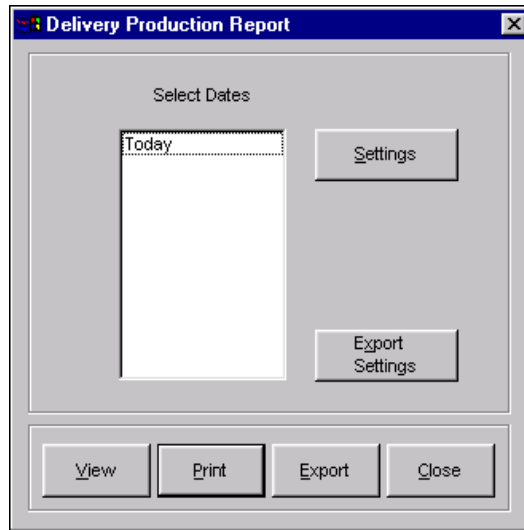 Delivery Production Report
Select Dates
Today
Settings
Export
Settings
View
Print
Export
Close